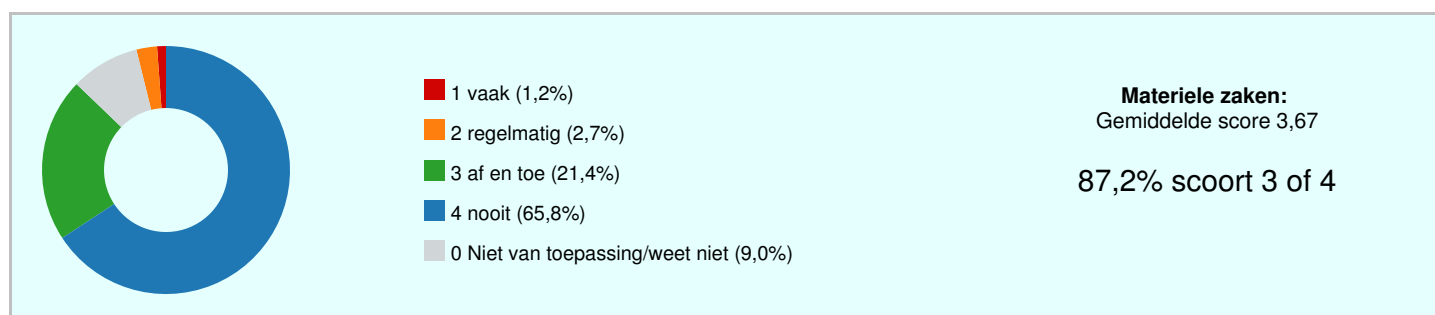 1 vaak (1,2%)
2 regelmatig (2,7%)
3 af en toe (21,4%)
4 nooit (65,8%)
0 Niet van toepassing/weet niet (9,0%)
Materiele zaken:
Gemiddelde score 3,67
87,2% scoort 3 of 4